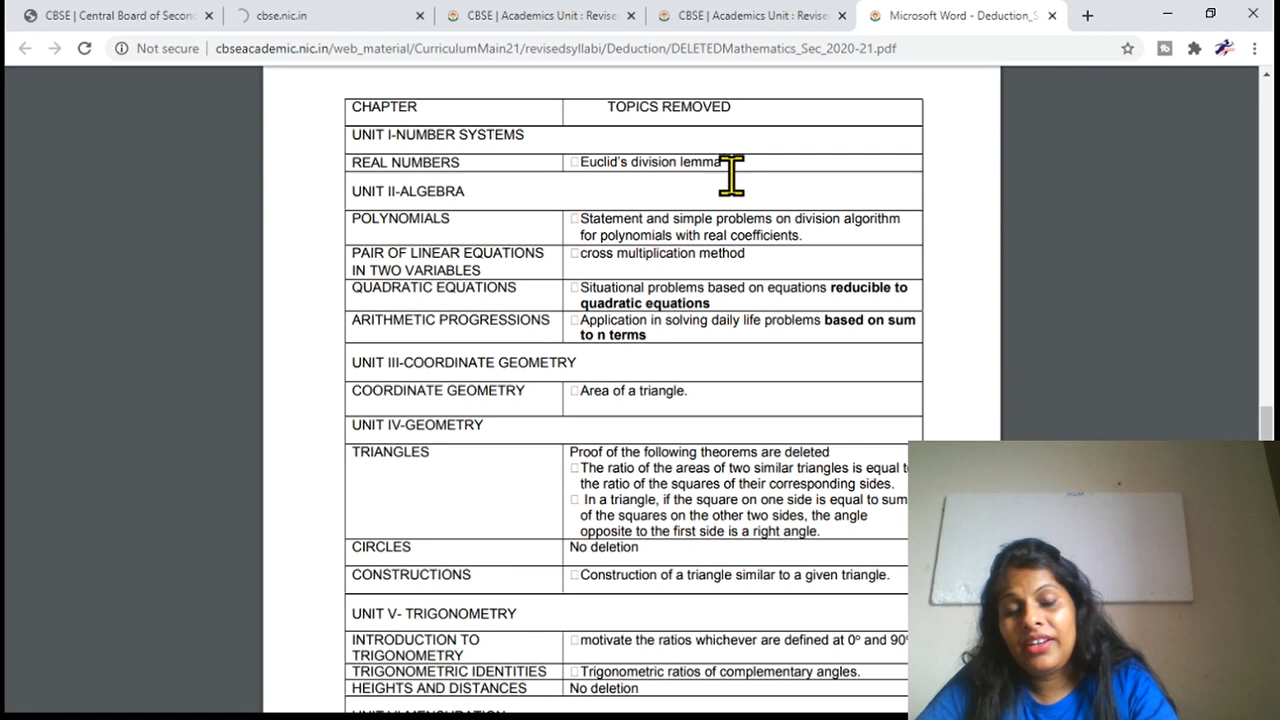 CBSE | Central Board of Secon
cbse.nic.in
CBSE | Academics Unit : Revise
CBSE | Academics Unit : Revise
Microsoft Word - Deduction_S
Not secure | cbseacademic.nic.in/web_material/CurriculumMain21/revisedsyllabi/Deduction/DELETEDMathematics_Sec_2020-21.pdf
CHAPTER TOPICS REMOVED
UNIT I-NUMBER SYSTEMS
REAL NUMBERS Euclid's division lemma
UNIT II-ALGEBRA
POLYNOMIALS Statement and simple problems on division algorithm
for polynomials with real coefficients.
PAIR OF LINEAR EQUATIONS cross multiplication method
IN TWO VARIABLES
QUADRATIC EQUATIONS Situational problems based on equations reducible to
quadratic equations
ARITHMETIC PROGRESSIONS Application in solving daily life problems based on sum
to n terms
UNIT III-COORDINATE GEOMETRY
COORDINATE GEOMETRY Area of a triangle.
UNIT IV-GEOMETRY
TRIANGLES Proof of the following theorems are deleted
The ratio of the areas of two similar triangles is equal t
the ratio of the squares of their corresponding sides.
In a triangle, if the square on one side is equal to sum
of the squares on the other two sides, the angle
opposite to the first side is a right angle.
CIRCLES No deletion
CONSTRUCTIONS Construction of a triangle similar to a given triangle.
UNIT V- TRIGONOMETRY
INTRODUCTION TO motivate the ratios whichever are defined at 0º and 90º
TRIGONOMETRY
TRIGONOMETRIC IDENTITIES Trigonometric ratios of complementary angles.
HEIGHTS AND DISTANCES No deletion
UNIT VI-MENSURATION